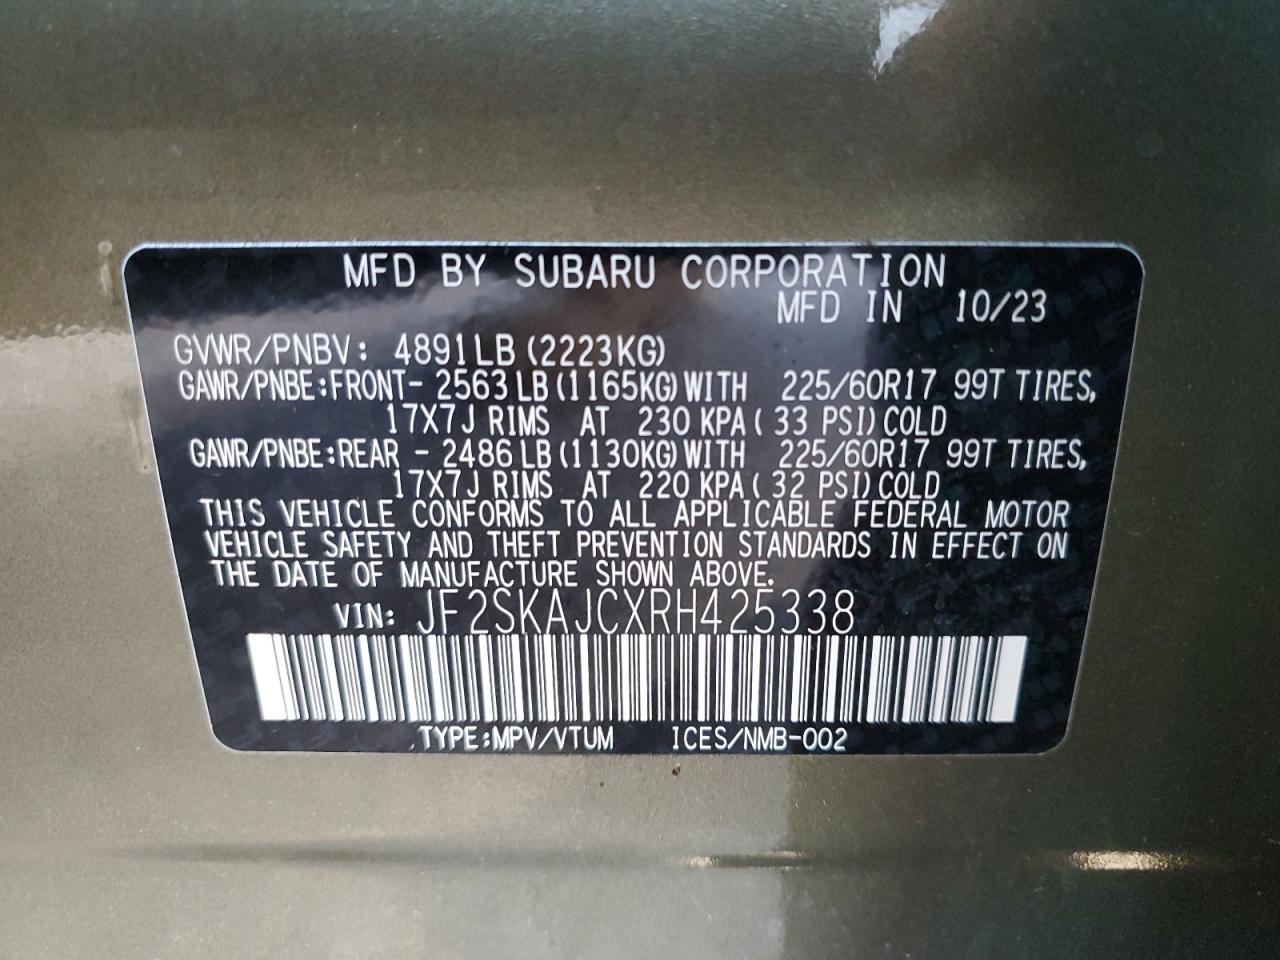 MFD BY SUBARU CORPORATION
MFD IN 10/23
GVWR/PNBV: 4891LB (2223KG)
GAWR/PNBE:FRONT- 2563LB (1165KG) WITH 225/60R17 99T TIRES,
17X7J RIMS AT 230 KPA( 33 PSI) COLD
GAWR/PNBE:REAR - 2486LB (1130KG) WITH 225/60R17 99T TIRES,
17X7J RIMS AT 220 KPA( 32 PSI) COLD
THIS VEHICLE CONFORMS TO ALL APPLICABLE FEDERAL MOTOR
VEHICLE SAFETY AND THEFT PREVENTION STANDARDS IN EFFECT ON
THE DATE OF MANUFACTURE SHOWN ABOVE.
VIN: JF2SKAJCXRH425338
TYPE:MPV/VTUM ICES/NMB-002